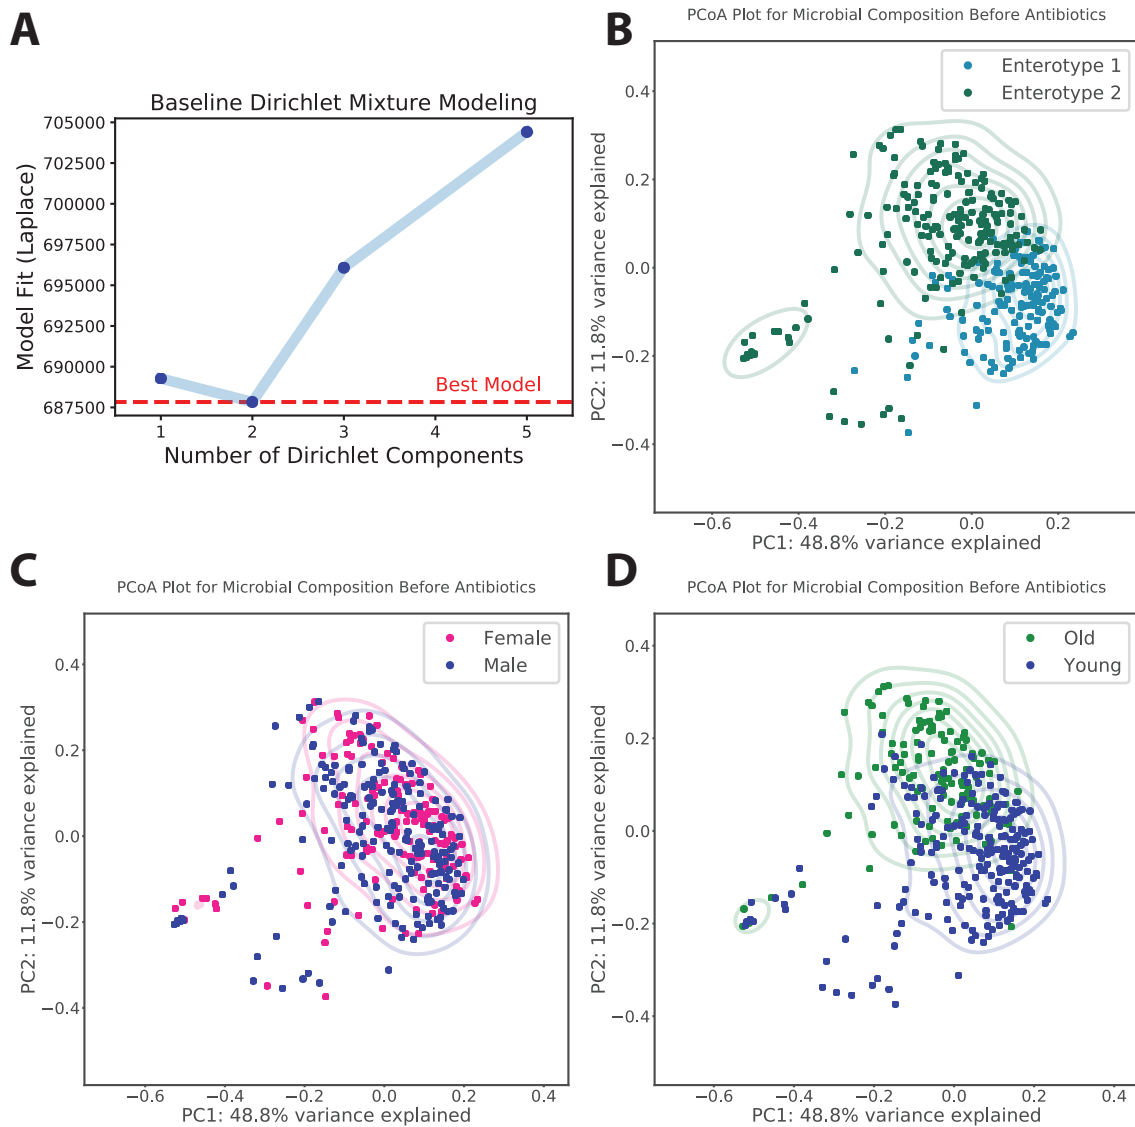 A
Baseline Dirichlet Mixture Modeling
705000
702500
700000
697500
695000
692500
690000
687500
Model Fit (Laplace)
Best Model
1
2
3
4
5
Number of Dirichlet Components
B
PCoA Plot for Microbial Composition Before Antibiotics
Enterotype 1
Enterotype 2
0.4
0.2
0.0
−0.2
−0.4
PC2: 11.8% variance explained
−0.6
−0.4
−0.2
0.0
0.2
PC1: 48.8% variance explained
C
PCoA Plot for Microbial Composition Before Antibiotics
Female
Male
0.4
0.2
0.0
−0.2
−0.4
PC2: 11.8% variance explained
−0.6
−0.4
−0.2
0.0
0.2
0.4
PC1: 48.8% variance explained
D
PCoA Plot for Microbial Composition Before Antibiotics
Old
Young
0.4
0.2
0.0
−0.2
−0.4
PC2: 11.8% variance explained
−0.6
−0.4
−0.2
0.0
0.2
0.4
PC1: 48.8% variance explained